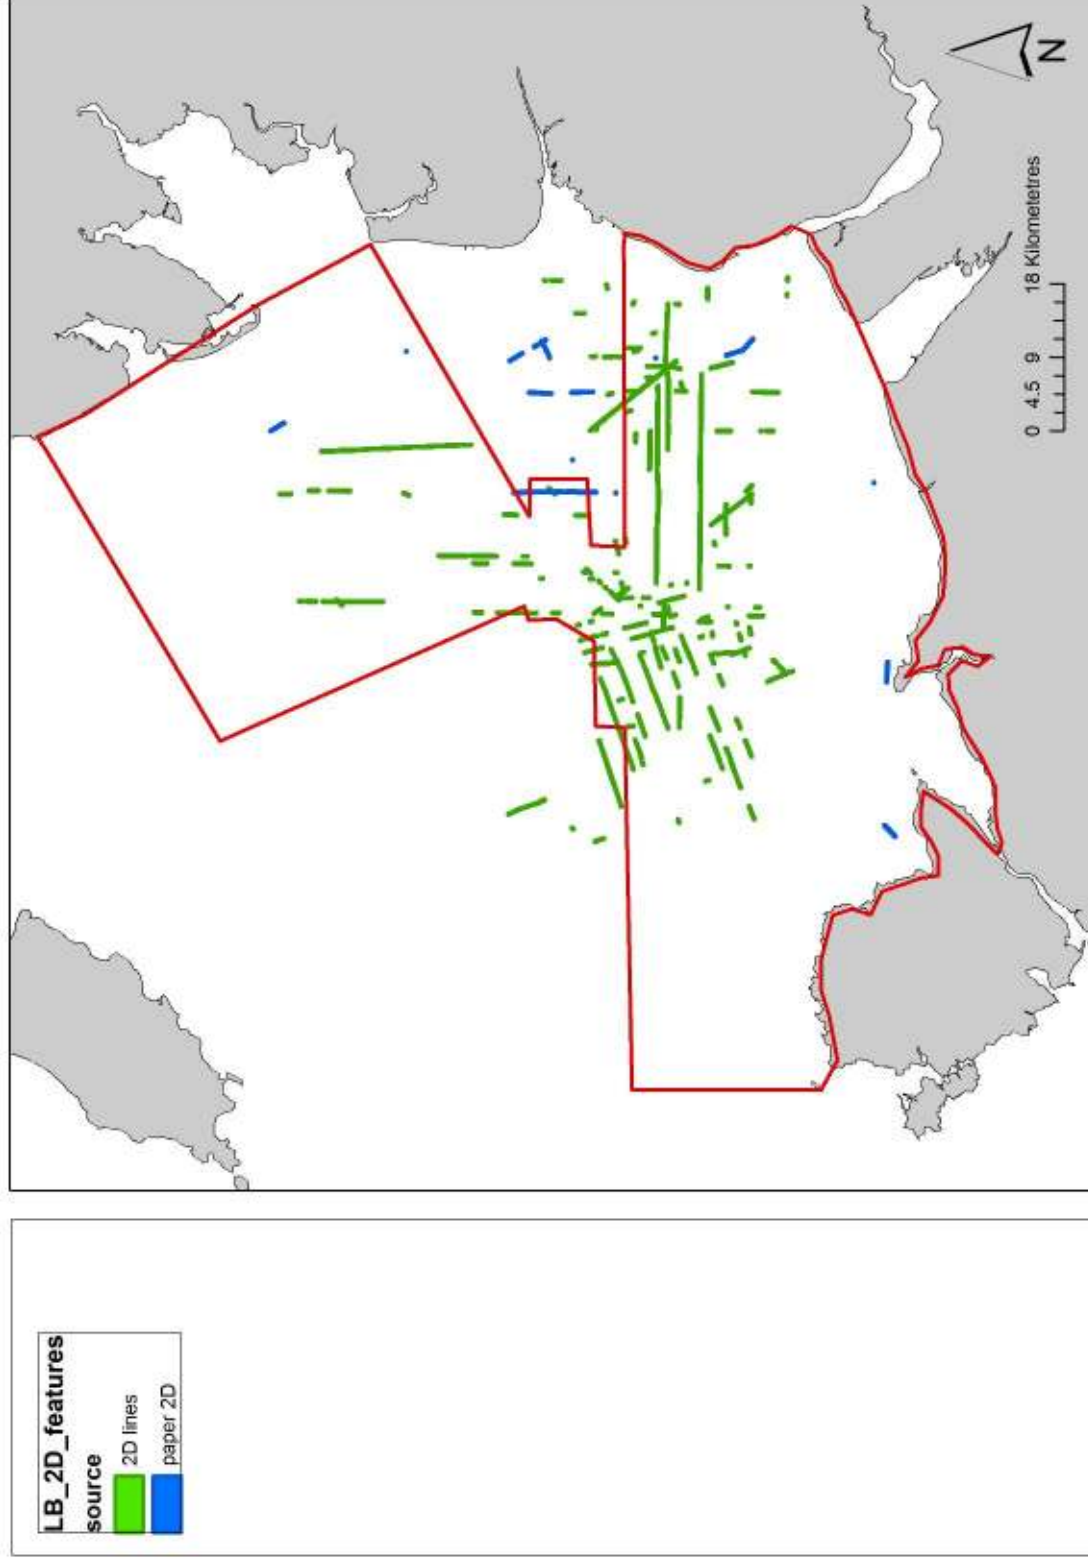 LB_2D_features
source
2D lines
paper 2D
0 4.5 9 18 Kilometetres
N